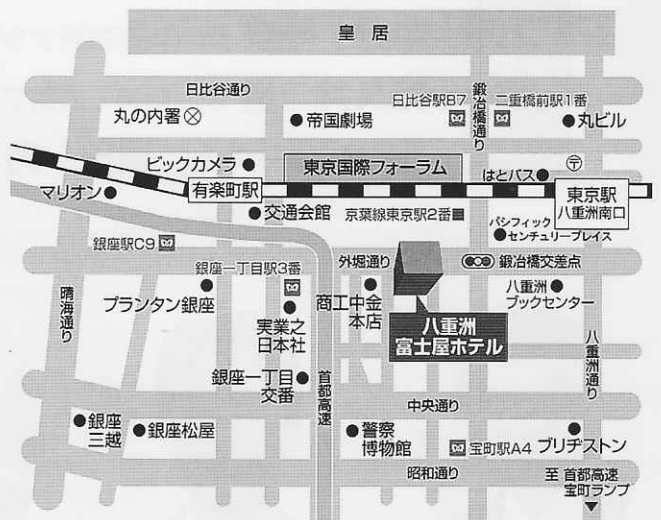 皇居
日比谷通り
丸の内署
帝国劇場
日比谷駅B7
鍛冶橋通り
二重橋前駅1番
丸ビル
ビックカメラ
東京国際フォーラム
はとバス
〒
マリオン
有楽町駅
東京駅
八重洲南口
交通会館
京葉線東京駅2番
パシフィック
センチュリープレイス
銀座駅C9
銀座一丁目駅3番
外堀通り
鍛冶橋交差点
晴海通り
プランタン銀座
実業之
日本社
商工中金
本店
八重洲
富士屋ホテル
八重洲
ブックセンター
八重洲通り
銀座一丁目
交番
首都高速
中央通り
銀座
三越
銀座松屋
警察
博物館
宝町駅A4
ブリヂストン
昭和通り
至 首都高速
宝町ランプ